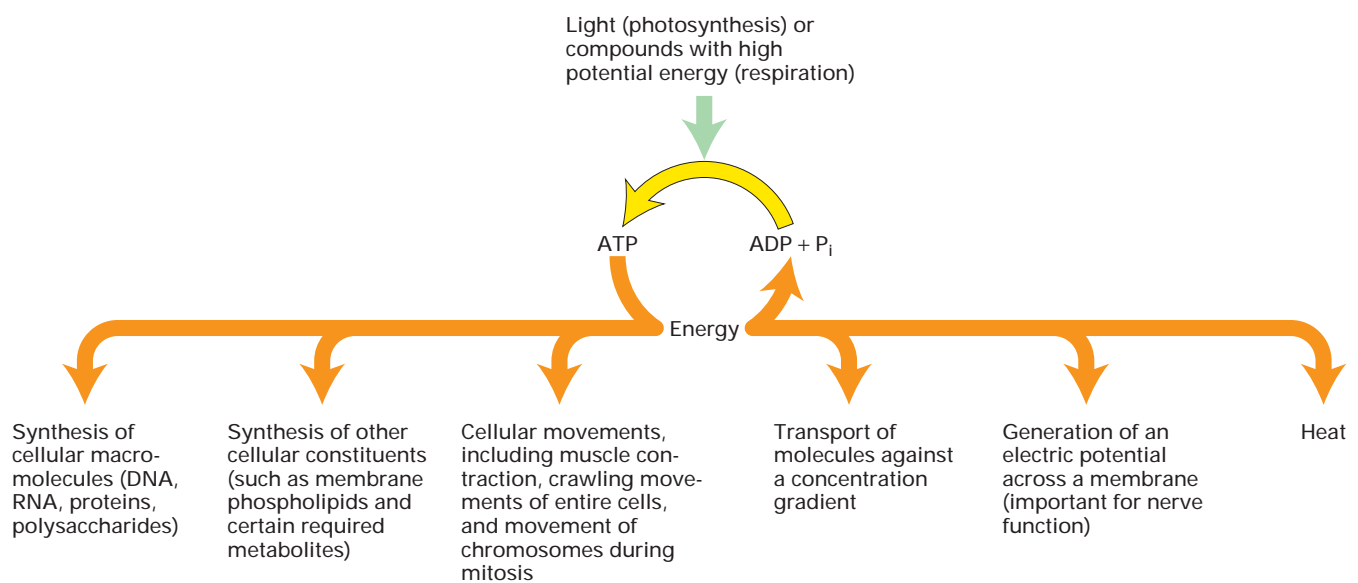 Light (photosynthesis) or
compounds with high
potential energy (respiration)
ATP
ADP + Pi
Energy
Synthesis of
cellular macro-
molecules (DNA,
RNA, proteins,
polysaccharides)
Synthesis of other
cellular constituents
(such as membrane
phospholipids and
certain required
metabolites)
Cellular movements,
including muscle con-
traction, crawling move-
ments of entire cells,
and movement of
chromosomes during
mitosis
Transport of
molecules against
a concentration
gradient
Generation of an
electric potential
across a membrane
(important for nerve
function)
Heat